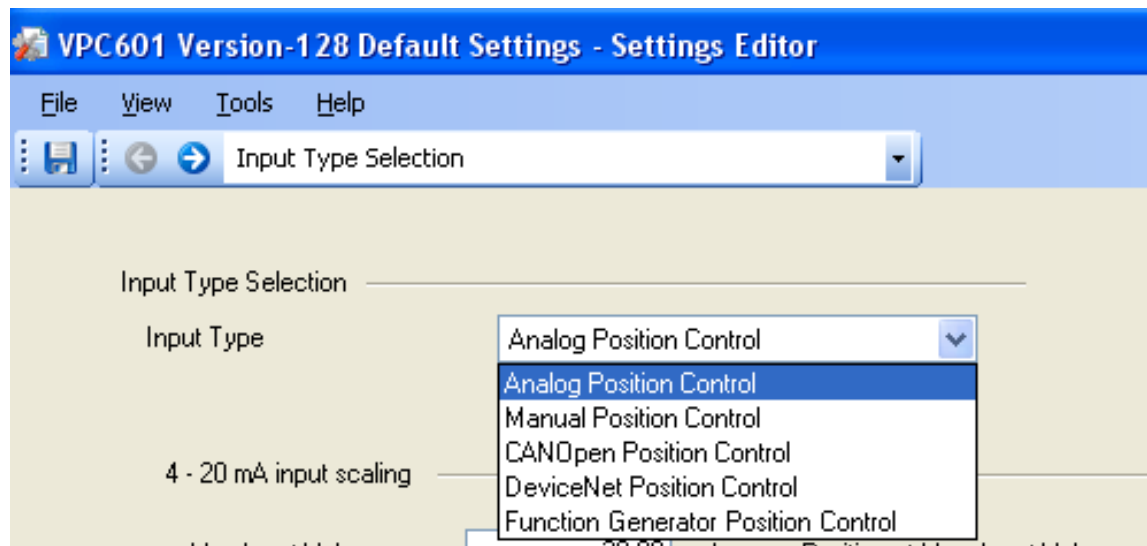 VPC601 Version-128 Default Settings - Settings Editor
File View Tools Help
Input Type Selection
Input Type Selection
Input Type Analog Position Control
Analog Position Control
Manual Position Control
CANOpen Position Control
4 - 20 mA input scaling
DeviceNet Position Control
Function Generator Position Control